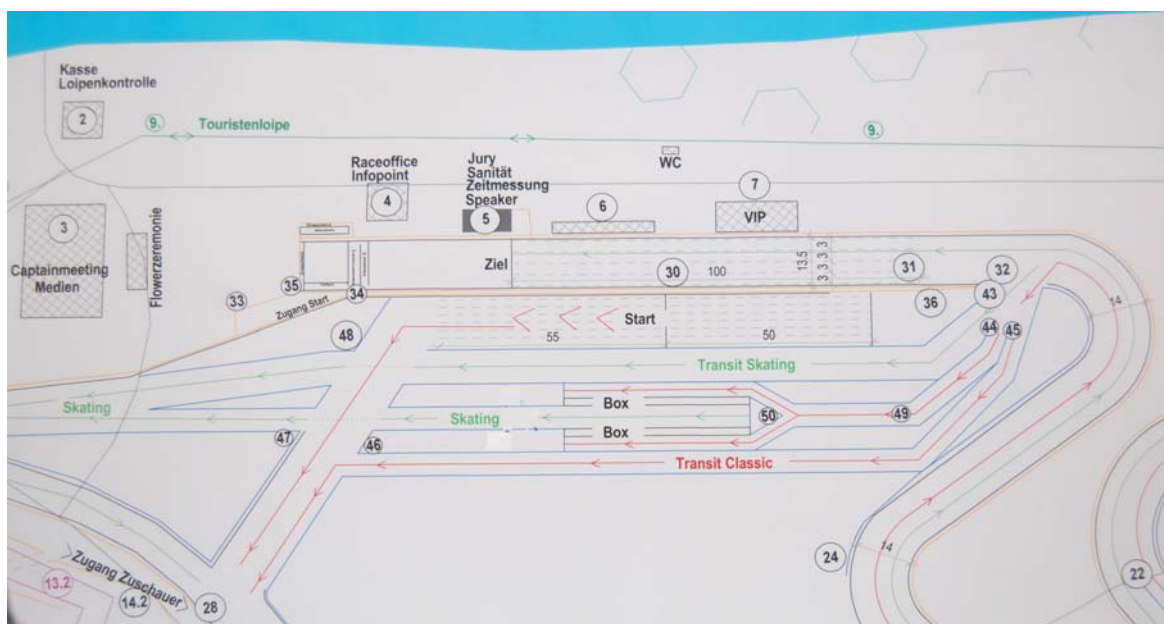 Kasse
Loipenkontrolle
2
9.
Touristenloipe
9.
WC
Raceoffice
Infopoint
4
Jury
Sanität
Zeitmessung
Speaker
5
6
7
VIP
3
Captainmeeting
Medien
Flowerzeremonie
Ziel
30
100
13.5
3 3 3
3 3 3
31
32
33
35
34
Zugang Start
36
43
14
48
Start
55
50
44
45
Transit Skating
Skating
Skating
Box
Box
50
49
47
46
Transit Classic
24
14
22
Zugang Zuschauer
13.2
14.2
28